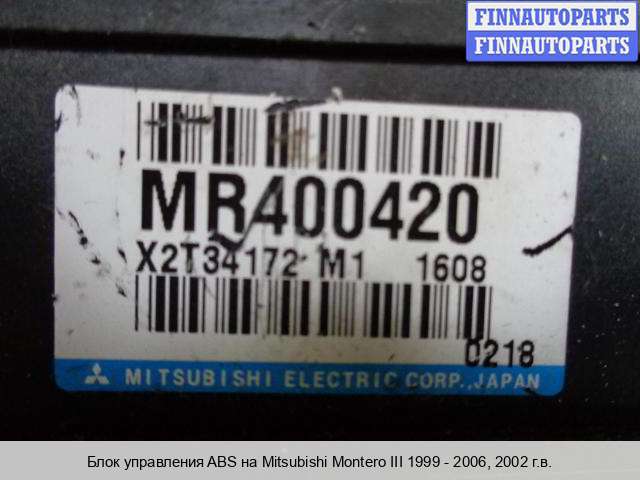 FINNAUTOPARTS
FINNAUTOPARTS
MR400420
X2T34172 M1 1608
0218
MITSUBISHI ELECTRIC CORP., JAPAN
Блок управления ABS на Mitsubishi Montero III 1999 - 2006, 2002 г.в.